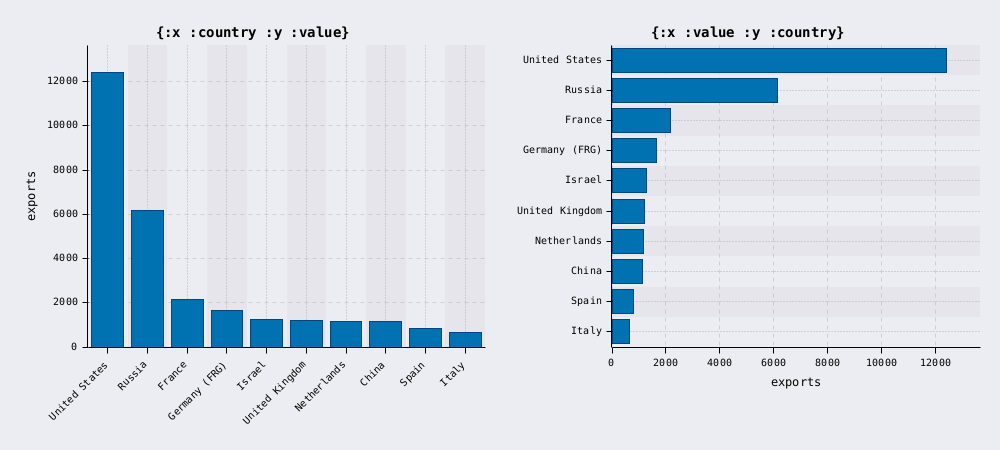 {:x :country :y :value}
exports
12000
10000
8000
6000
4000
2000
0
United States
Russia
France
Germany (FRG)
Israel
United Kingdom
Netherlands
China
Spain
Italy
{:x :value :y :country}
United States
Russia
France
Germany (FRG)
Israel
United Kingdom
Netherlands
China
Spain
Italy
0 2000 4000 6000 8000 10000 12000
exports